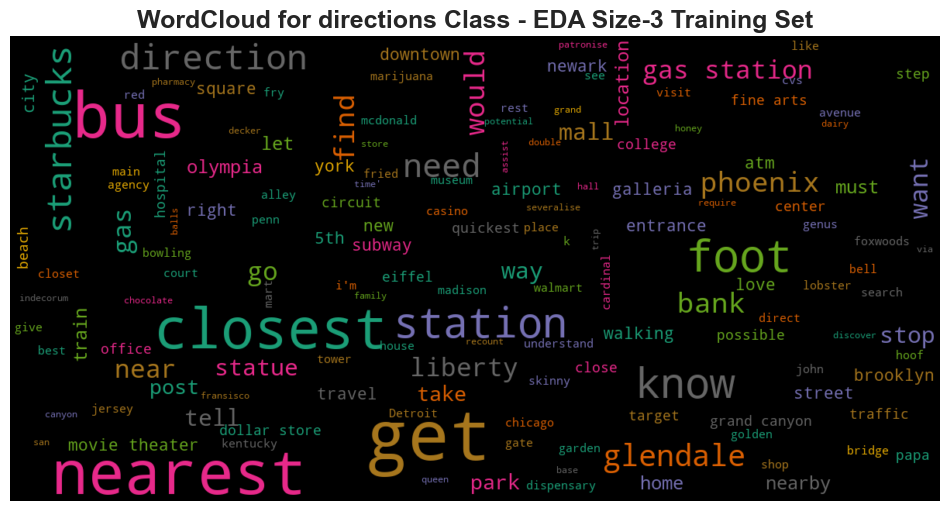 WordCloud for directions Class - EDA Size-3 Training Set
patronise
like
downtown
direction
newark
see
gas station
cvs
step
city
starbucks
pharmacy
marijuana
would
location
red
square
fry
visit
fine arts
bus
rest
grand
avenue
dairy
find
mcdonald
potential
mall
decker
let
store
double
college
honey
main
agency
hospital
olympia
york
fried
need
museum
assist
airport
hall
galleria
atm
phoenix
must
want
require
alley
balls
right
penn
time'
circuit
casino
severalise
center
gas
new
quickest
place
entrance
genus
beach
bowling
5th
subway
k
trip
foot
foxwoods
via
closet
court
go
eiffel
way
cardinal
bell
i'm
madison
walmart
love
lobster
search
indecorum
chocolate
mart
family
bank
give
train
closest
station
recount
understand
walking
possible
direct
discover
stop
best
office
house
hoof
near
statue
tower
liberty
skinny
close
know
john
brooklyn
post
fransisco
travel
take
street
canyon
jersey
tell
Detroit
chicago
target
grand canyon
traffic
dollar store
golden
san
movie theater
kentucky
get
gate
garden
bridge
papa
nearest
glendale
shop
base
queen
park
dispensary
home
nearby